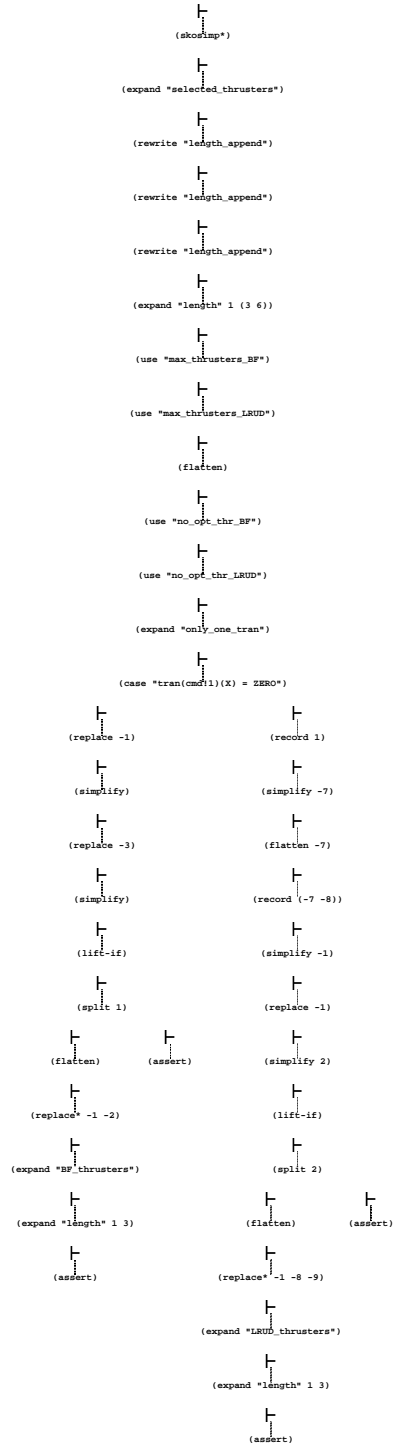 (skosimp*)
(expand "selected_thrusters")
(rewrite "length_append")
(rewrite "length_append")
(rewrite "length_append")
(expand "length" 1 (3 6))
(use "max_thrusters_BF")
(use "max_thrusters_LRUD")
(flatten)
(use "no_opt_thr_BF")
(use "no_opt_thr_LRUD")
(expand "only_one_tran")
(case "tran(cmd!1)(X) = ZERO")
(replace -1) (record 1)
(simplify) (simplify -7)
(replace -3) (flatten -7)
(simplify) (record (-7 -8))
(lift-if) (simplify -1)
(split 1) (replace -1)
(flatten) (assert) (simplify 2)
(replace* -1 -2) (lift-if)
(expand "BF_thrusters") (split 2)
(expand "length" 1 3) (flatten) (assert)
(assert) (replace* -1 -8 -9)
(expand "LRUD_thrusters")
(expand "length" 1 3)
(assert)